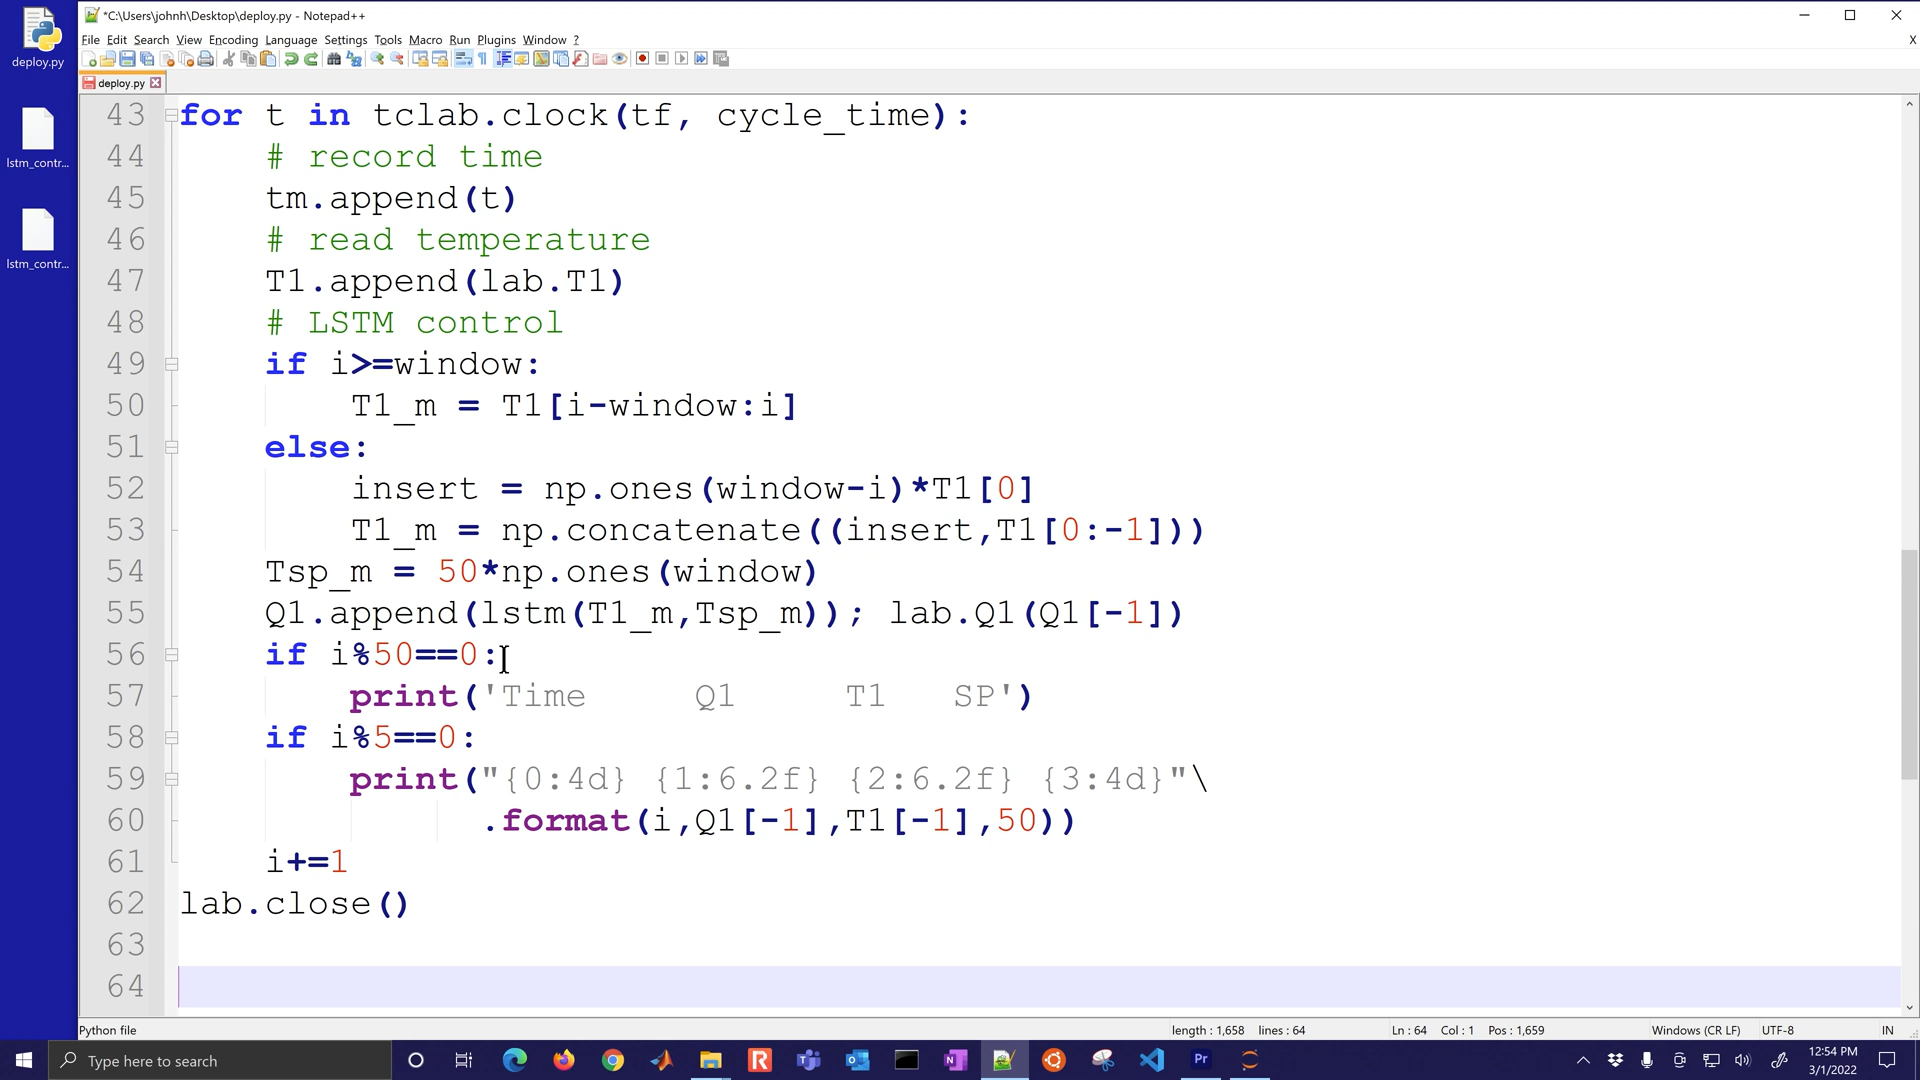 deploy.py
lstm_contr...
lstm_contr...
*C:\Users\johnh\Desktop\deploy.py - Notepad++
File Edit Search View Encoding Language Settings Tools Macro Run Plugins Window ?
X
deploy.py
43 for t in tclab.clock(tf, cycle_time):
44 # record time
45 tm.append(t)
46 # read temperature
47 T1.append(lab.T1)
48 # LSTM control
49 if i>=window:
50 T1_m = T1[i-window:i]
51 else:
52 insert = np.ones(window-i)*T1[0]
53 T1_m = np.concatenate((insert,T1[0:-1]))
54 Tsp_m = 50*np.ones(window)
55 Q1.append(lstm(T1_m,Tsp_m)); lab.Q1(Q1[-1])
56 if i%50==0:
57 print('Time Q1 T1 SP')
58 if i%5==0:
59 print("{0:4d} {1:6.2f} {2:6.2f} {3:4d}"\
60 .format(i,Q1[-1],T1[-1],50))
61 i+=1
62 lab.close()
63
64
Python file length : 1,658 lines : 64 Ln : 64 Col : 1 Pos : 1,659 Windows (CR LF) UTF-8 IN
Type here to search
12:54 PM
3/1/2022